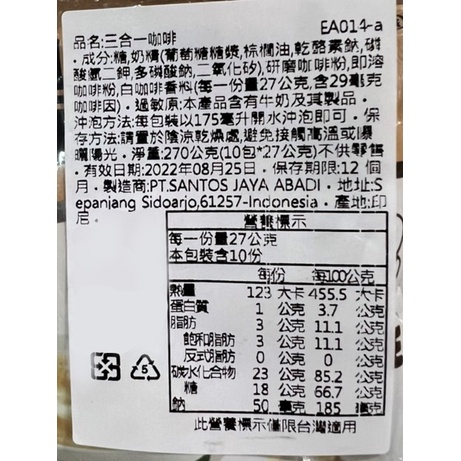 EA014-a
品名:三合一咖啡
·成分:糖,奶精(葡萄糖糖漿,棕櫚油,乾酪素鈉,磷
酸氫二鉀,多磷酸鈉,二氧化矽),研磨咖啡粉,即溶
咖啡粉,白咖啡香料(每一份量27公克,含29毫克
咖啡因)·過敏原:本產品含有牛奶及其製品·
沖泡方法:每包裝以175毫升開水沖泡即可·保
存方法:請置於陰涼乾燥處,避免接觸高溫或爆
曬陽光·淨重:270公克(10包*27公克)不供零售
·有效日期:2022年08月25日·保存期限:12 個
月·製造商:PT.SANTOS JAYA ABADI·地址:S
epanjang Sidoarjo,61257-Indonesia·產地:印
尼·
營養標示
每一份量27公克
本包裝含10份
每份 每100公克
熱量 123 大卡 455.5 大卡
蛋白質 1 公克 3.7 公克
脂肪 3 公克 11.1 公克
飽和脂肪 3 公克 11.1 公克
反式脂肪 0 公克 0 公克
碳水化合物 23 公克 85.2 公克
糖 18 公克 66.7 公克
鈉 50 毫克 185 毫克
5
此營養標示僅限台灣適用